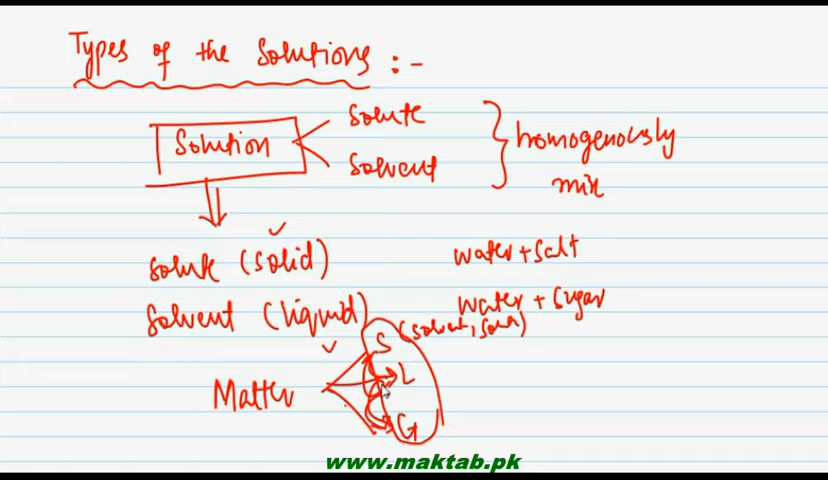 Types of the Solutions :-
Solution
Solute
Solvent
homogenously
mix
Solute (Solid)
water + salt
Solvent (liquid)
water + sugar
S (solvent,
L
Matter
G
www.maktab.pk